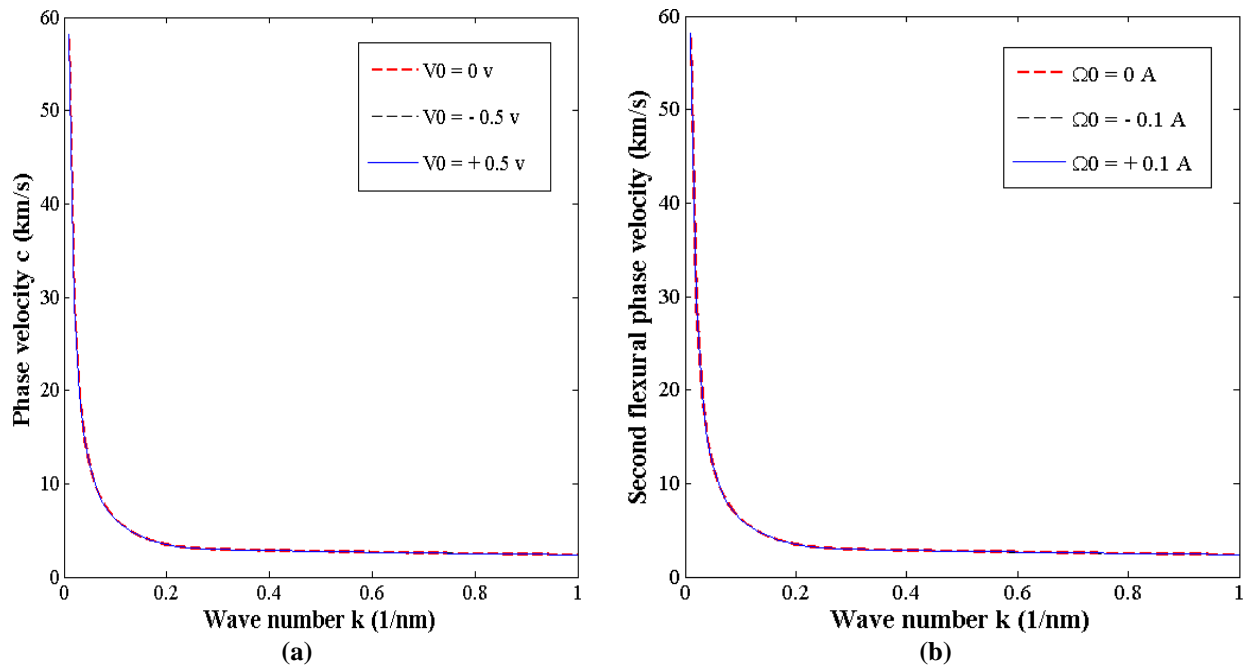 60
50
40
30
20
10
0
Phase velocity c (km/s)
V0 = 0 v
V0 = - 0.5 v
V0 = + 0.5 v
0 0.2 0.4 0.6 0.8 1
Wave number k (1/nm)
(a)
60
50
40
30
20
10
0
Second flexural phase velocity (km/s)
Ω0 = 0 A
Ω0 = - 0.1 A
Ω0 = + 0.1 A
0 0.2 0.4 0.6 0.8 1
Wave number k (1/nm)
(b)